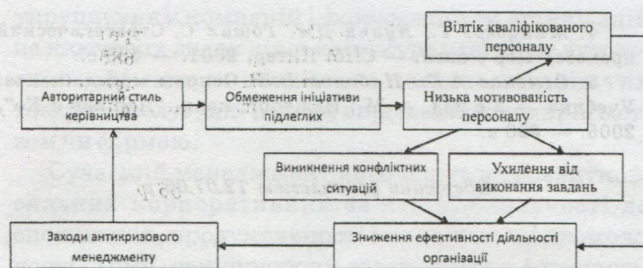 Відтік кваліфікованого
персоналу
Авторитарний стиль
керівництва
Обмеження ініціативи
підлеглих
Низька мотивованість
персоналу
Виникнення конфліктних
ситуацій
Ухилення від
виконання завдань
Заходи антикризового
менеджменту
Зниження ефективності діяльності
організації